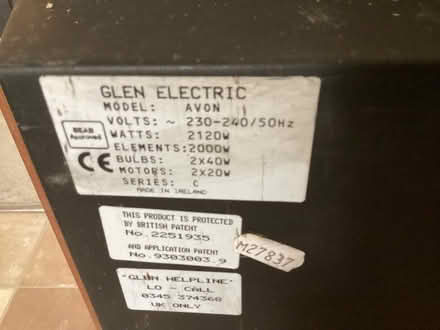 GLEN ELECTRIC
MODEL: AVON
VOLTS: ~ 230-240/50Hz
WATTS: 2120W
ELEMENTS: 2000W
BULBS: 2x40W
MOTORS: 2x20W
SERIES: C
MADE IN IRELAND
BEAB
Approved
CE
THIS PRODUCT IS PROTECTED
BY BRITISH PATENT
No.2251935
AND APPLICATION PATENT
No.9303003.9
M27837
"GLEN HELPLINE"
LO - CALL
0345 374368
UK ONLY